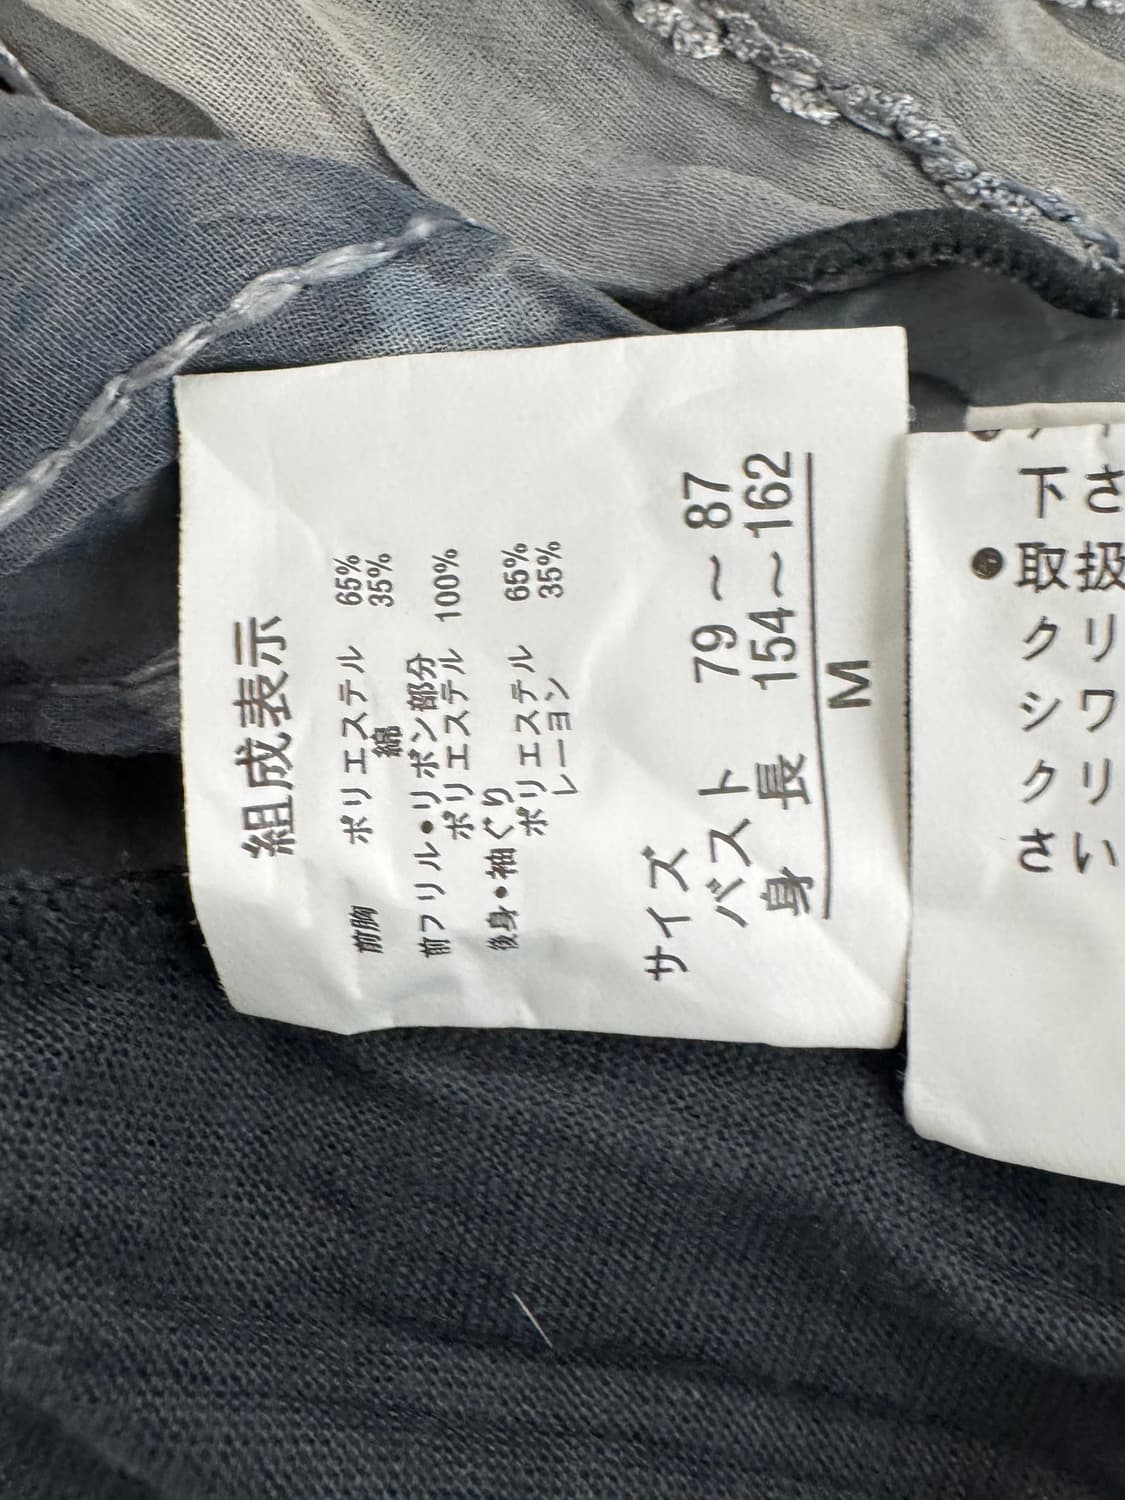 組成表示
前胸
ポリエステル 65%
綿 35%
前フリル・リボン部分
ポリエステル 100%
後身・袖ぐり
ポリエステル 65%
レーヨン 35%
サイズ
バスト 79～87
身長 154～162
M
下さ
●取扱
クリ
シワ
クリ
さい